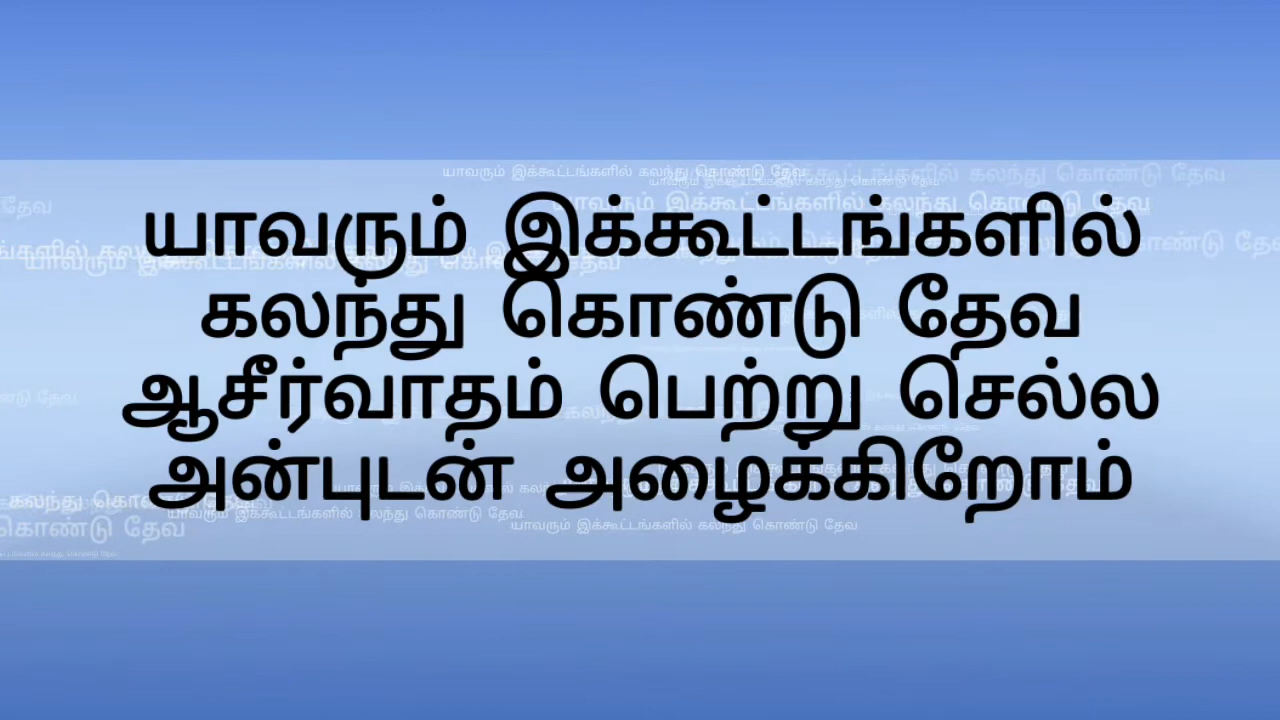 யாவரும் இக்கூட்டங்களில்
கலந்து கொண்டு தேவ
ஆசீர்வாதம் பெற்று செல்ல
அன்புடன் அழைக்கிறோம்